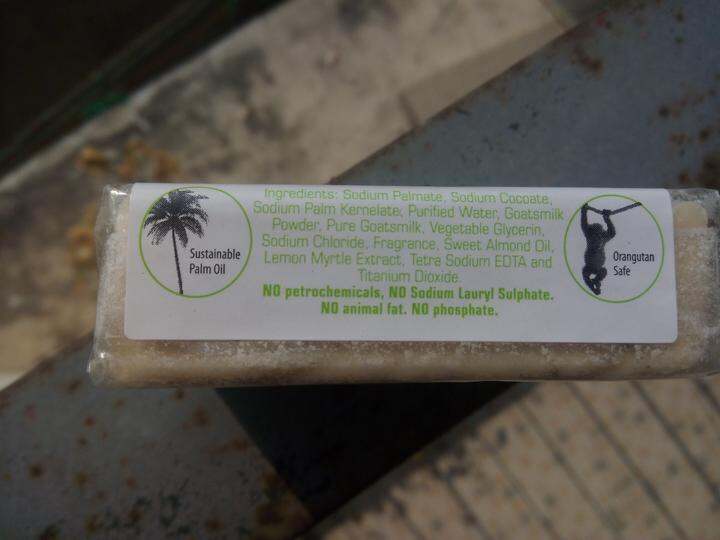 Sustainable
Palm Oil
Ingredients: Sodium Palmate, Sodium Cocoate,
Sodium Palm Kernelate, Purified Water, Goatsmilk
Powder, Pure Goatsmilk, Vegetable Glycerin,
Sodium Chloride, Fragrance, Sweet Almond Oil,
Lemon Myrtle Extract, Tetra Sodium EDTA and
Titanium Dioxide.
NO petrochemicals, NO Sodium Lauryl Sulphate.
NO animal fat. NO phosphate.
Orangutan
Safe